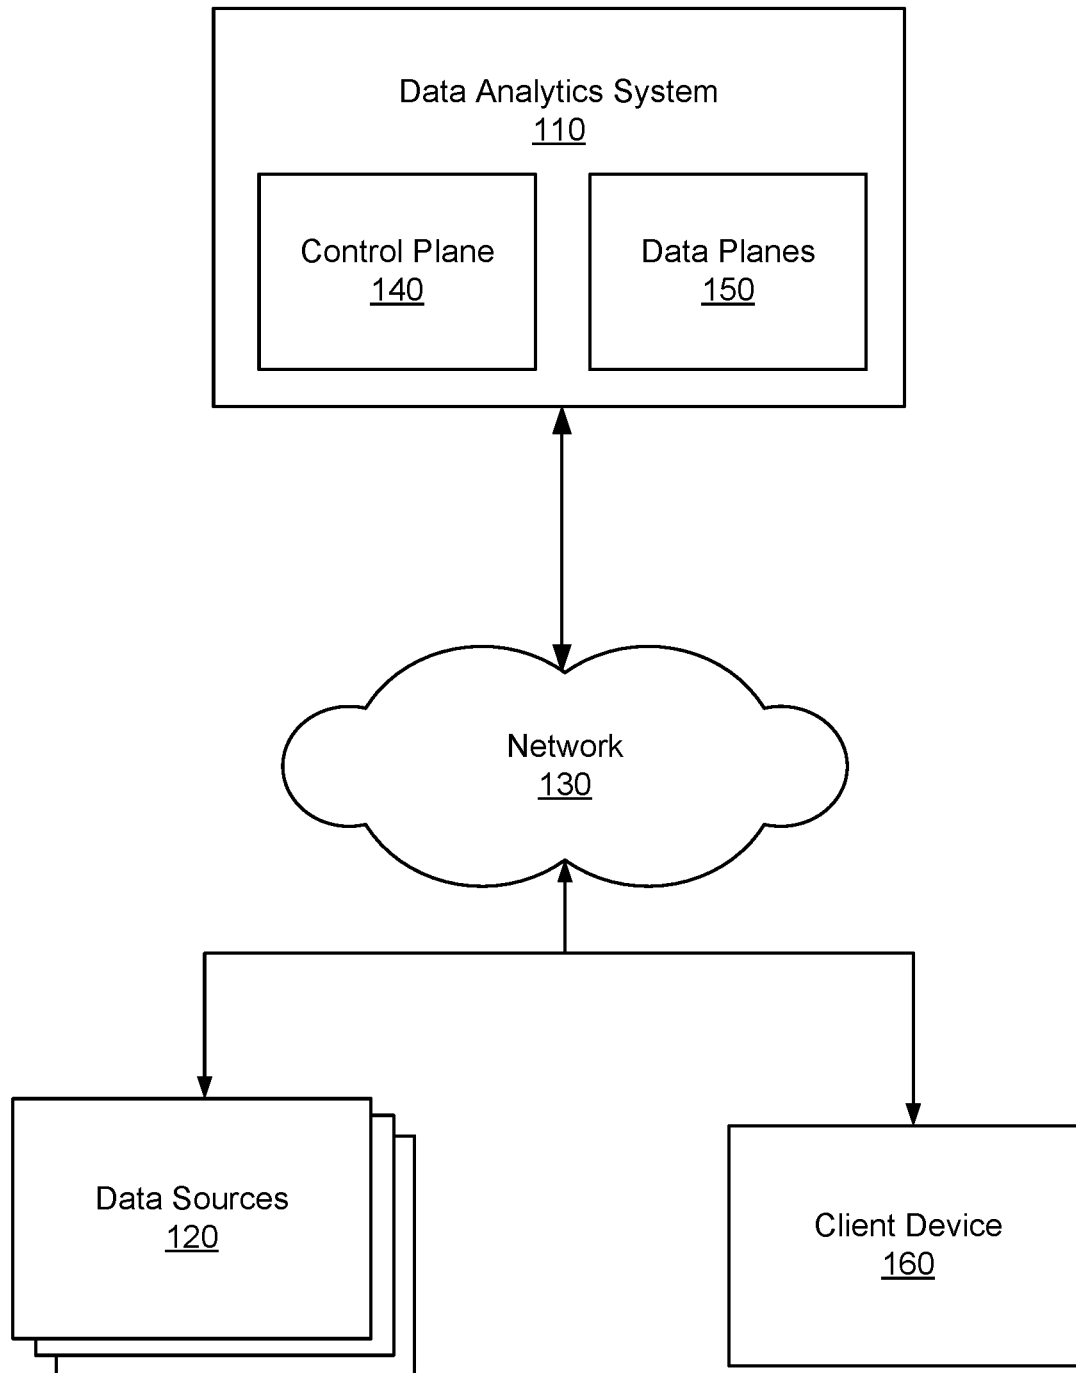 Data Analytics System
110
Control Plane
140
Data Planes
150
Network
130
Data Sources
120
Client Device
160